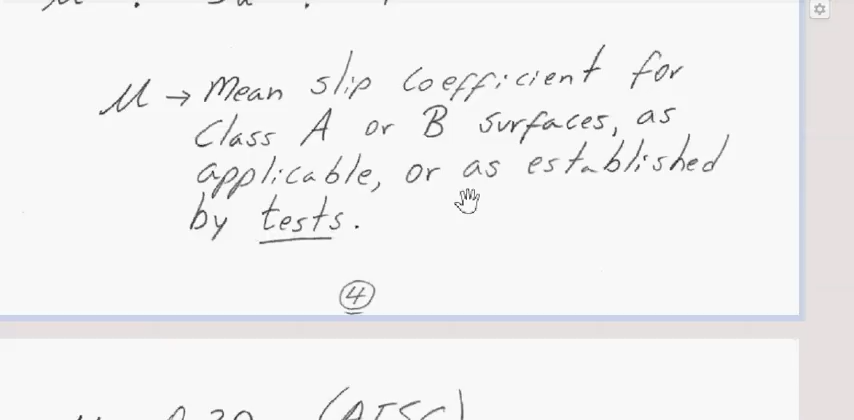 μ → Mean slip coefficient for
Class A or B surfaces, as
applicable, or as established
by tests.
4
(AISC)